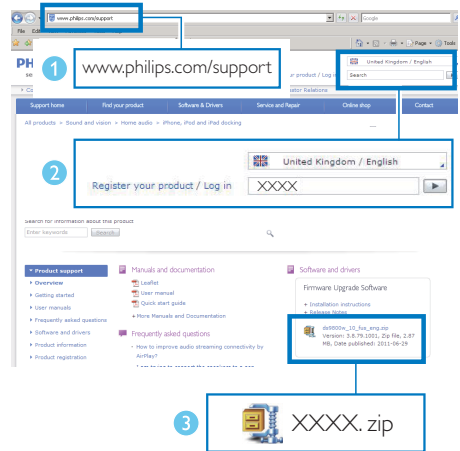 www.philips.com/support
Google
File
Page
Tools
1
www.philips.com/support
PH
United Kingdom / English
Search
Support home
Find your product
Software & Drivers
Service and Repair
Online shop
Contact
All products > Sound and vision > Home audio > iPhone, iPod and iPad docking
2
United Kingdom / English
Register your product / Log in
XXXX
Search for information about this product
Enter keywords
Search
Product support
Overview
Getting started
User manuals
Frequently asked questions
Software and drivers
Product information
Product registration
Manuals and documentation
Leaflet
User manual
Quick start guide
+ More Manuals and Documentation
Frequently asked questions
- How to improve audio streaming connectivity by
AirPlay?
Software and drivers
Firmware Upgrade Software
+ Installation instructions
+ Release Notes
ds9800w_10_fus_eng.zip
Version: 3.8.79.1001, Zip file, 2.87
MB, Date published: 2011-06-29
3
XXXX. zip